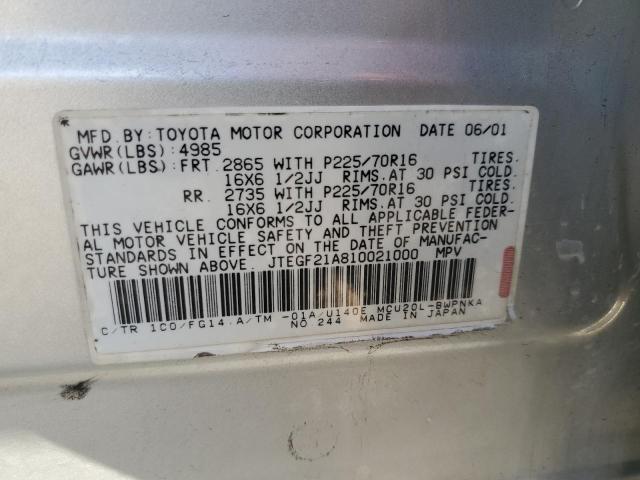 MFD.BY:TOYOTA MOTOR CORPORATION DATE 06/01
GVWR(LBS):4985
GAWR(LBS):FRT. 2865 WITH P225/70R16 TIRES.
16X6 1/2JJ RIMS.AT 30 PSI COLD.
RR. 2735 WITH P225/70R16 TIRES.
16X6 1/2JJ RIMS.AT 30 PSI COLD.
THIS VEHICLE CONFORMS TO ALL APPLICABLE FEDER-
AL MOTOR VEHICLE SAFETY AND THEFT PREVENTION
STANDARDS IN EFFECT ON THE DATE OF MANUFAC-
TURE SHOWN ABOVE. JTEGF21A810021000 MPV
C/TR 1C0/FG14.A/TM -01A/U140E MCU20L-BWPNKA
NO.244 MADE IN JAPAN